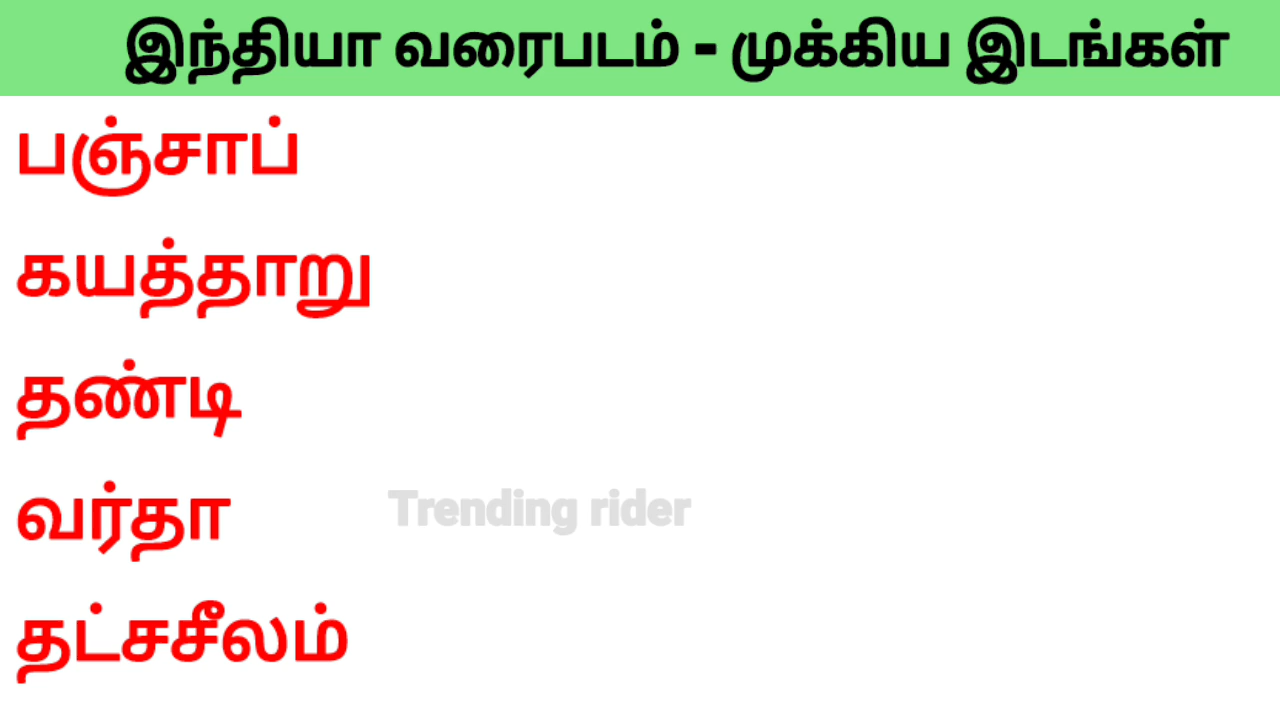 இந்தியா வரைபடம் - முக்கிய இடங்கள்
பஞ்சாப்
கயத்தாறு
தண்டி
வர்தா
Trending rider
தட்சசீலம்